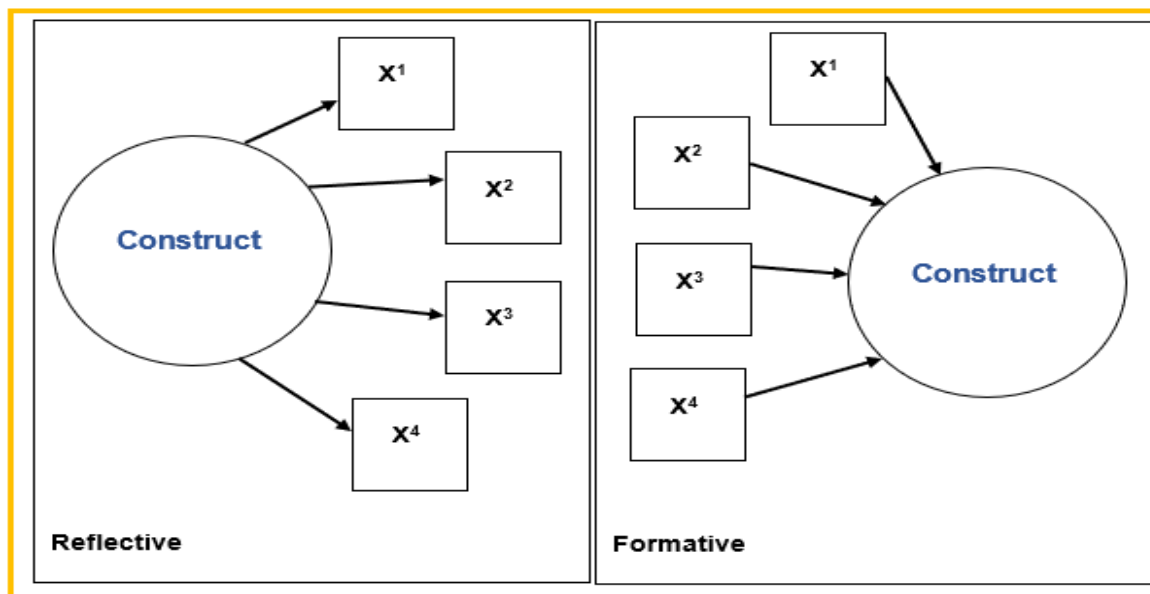 X¹
X²
Construct
X³
X⁴
Reflective
X¹
X²
Construct
X³
X⁴
Formative